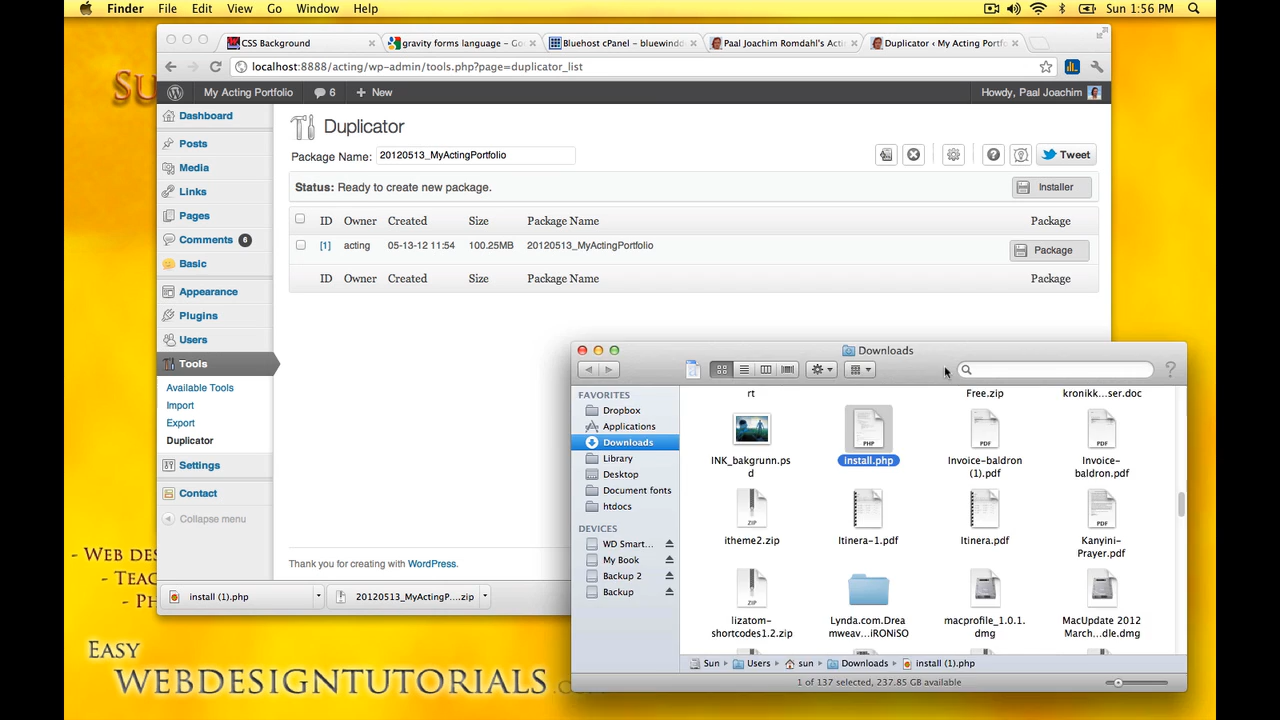 Finder File Edit View Go Window Help Sun 1:56 PM
CSS Background gravity forms language - Go Bluehost cPanel - bluewindd Paal Joachim Romdahl's Acti Duplicator ‹ My Acting Portfo
localhost:8888/acting/wp-admin/tools.php?page=duplicator_list
My Acting Portfolio 6 + New Howdy, Paal Joachim
Dashboard
Posts
Media
Links
Pages
Comments 6
Basic
Appearance
Plugins
Users
Tools
Available Tools
Import
Export
Duplicator
Settings
Contact
Collapse menu
Duplicator
Package Name: 20120513_MyActingPortfolio
Tweet
Status: Ready to create new package.
Installer
ID Owner Created Size Package Name Package
[1] acting 05-13-12 11:54 100.25MB 20120513_MyActingPortfolio Package
ID Owner Created Size Package Name Package
Thank you for creating with WordPress.
install (1).php 20120513_MyActingP....zip
Downloads
FAVORITES
Dropbox
Applications
Downloads
Library
Desktop
Document fonts
htdocs
DEVICES
WD Smart...
My Book
Backup 2
Backup
rt Free.zip kronikk...ser.doc
INK_bakgrunn.ps
d
install.php
Invoice-baldron
(1).pdf
Invoice-
baldron.pdf
itheme2.zip Itinera-1.pdf Itinera.pdf Kanyini-
Prayer.pdf
lizatom-
shortcodes1.2.zip
Lynda.com.Drea
mweav...iRONiSO
macprofile_1.0.1.
dmg
MacUpdate 2012
March...dle.dmg
Sun Users sun Downloads install (1).php
1 of 137 selected, 237.85 GB available
Su
- Web des
- Teac
- Ph
Easy
webdesigntutorials